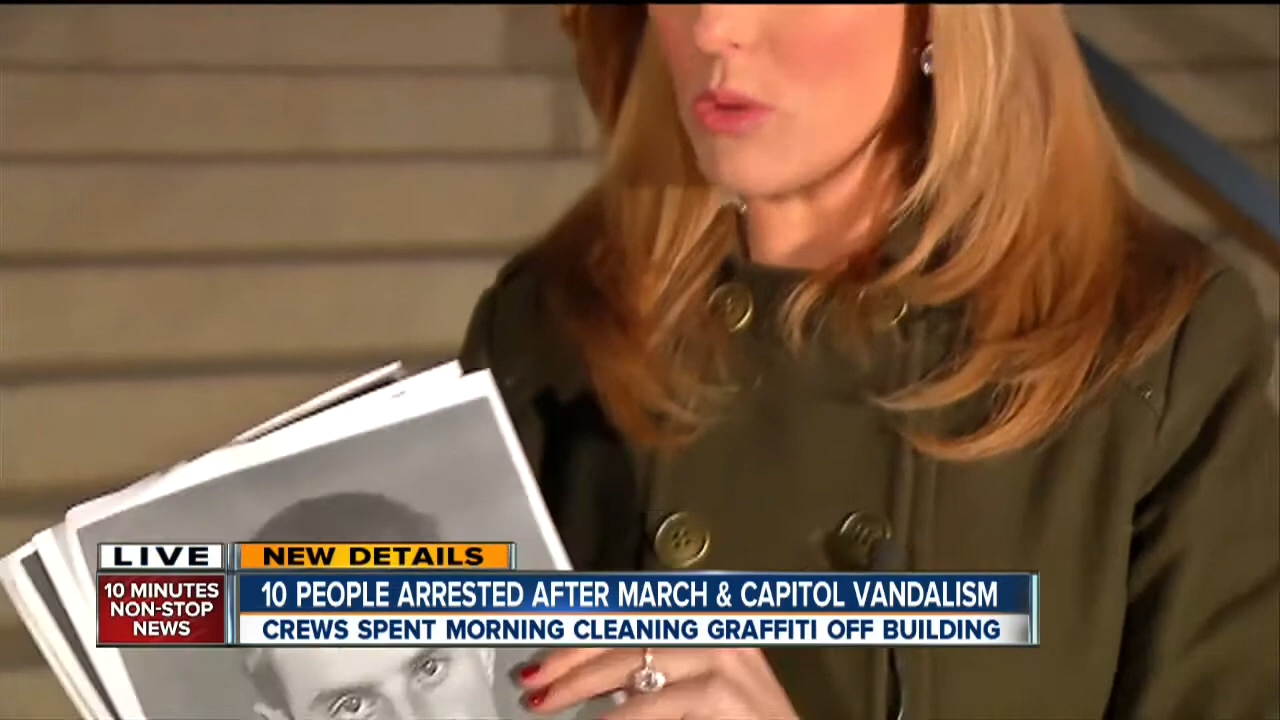 LIVE
NEW DETAILS
10 MINUTES
NON-STOP
NEWS
10 PEOPLE ARRESTED AFTER MARCH & CAPITOL VANDALISM
CREWS SPENT MORNING CLEANING GRAFFITI OFF BUILDING